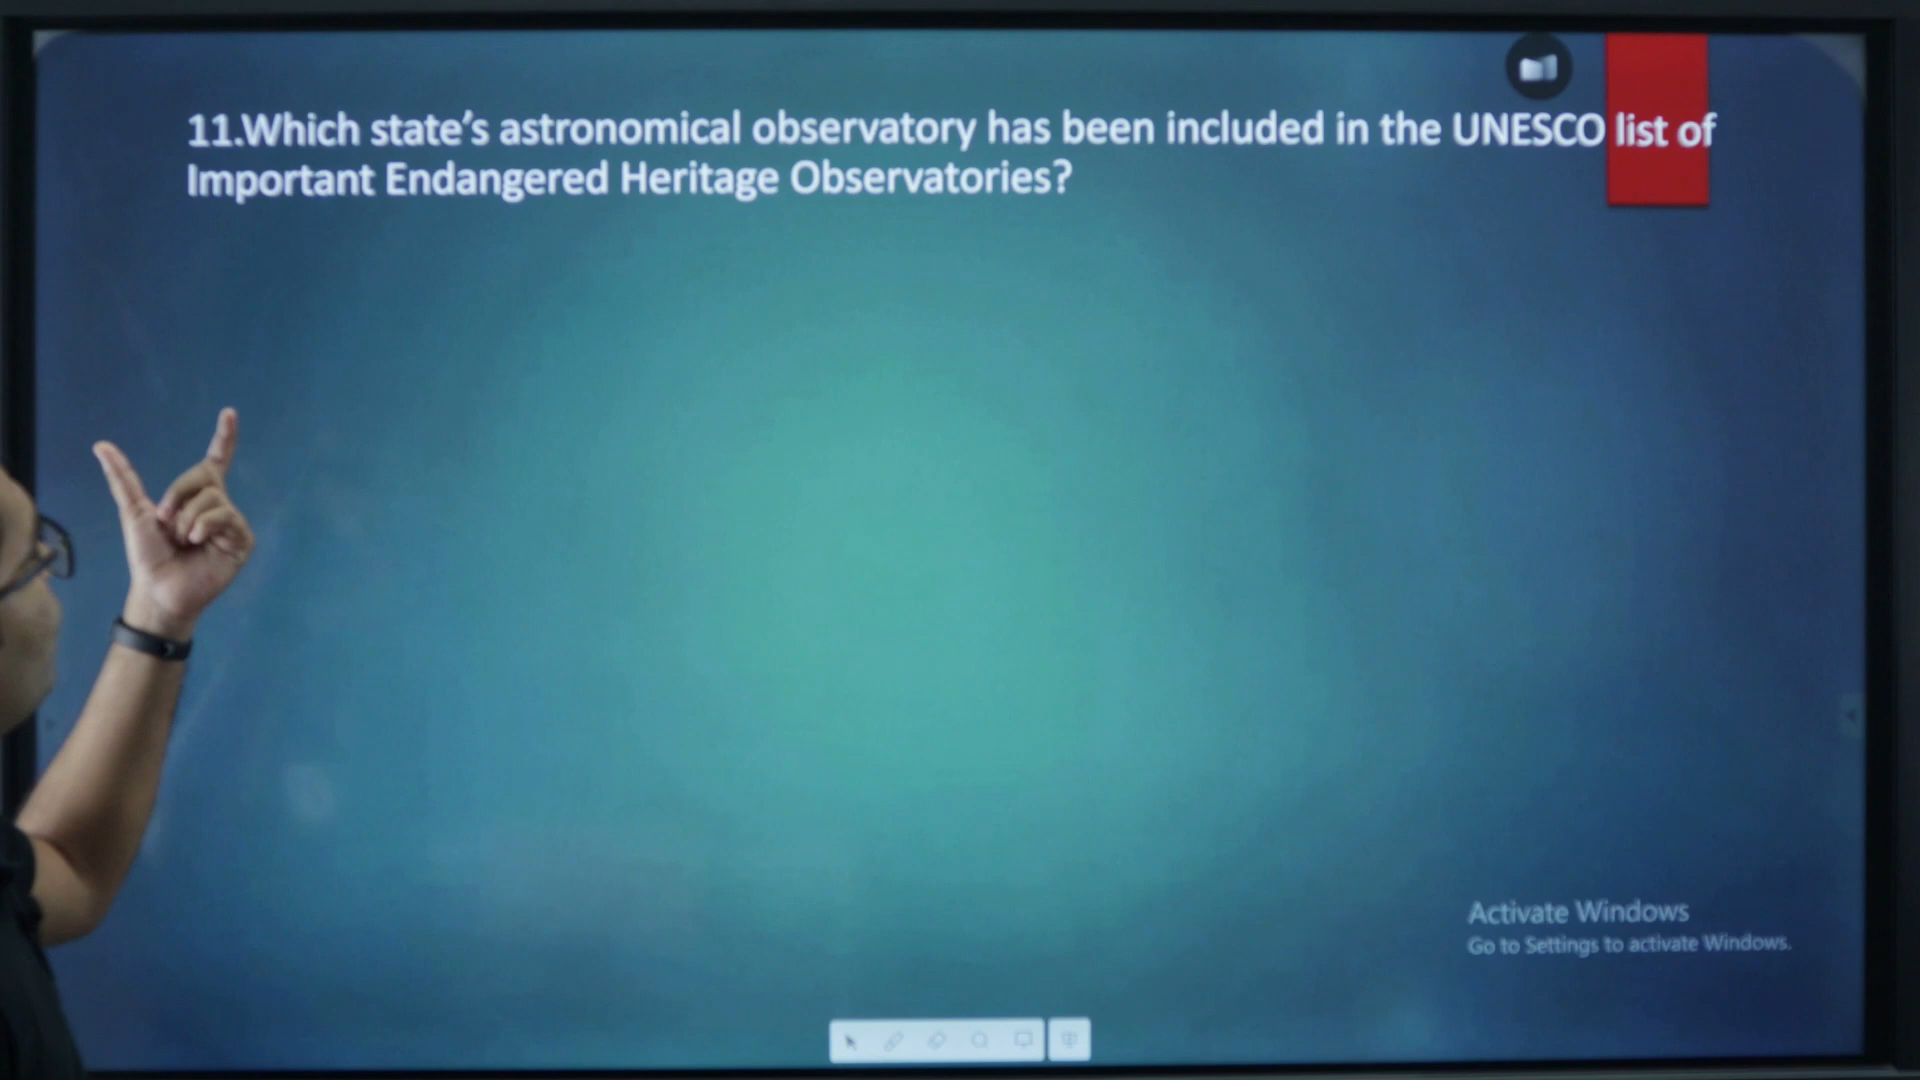 11.Which state's astronomical observatory has been included in the UNESCO list of
Important Endangered Heritage Observatories?
Activate Windows
Go to Settings to activate Windows.